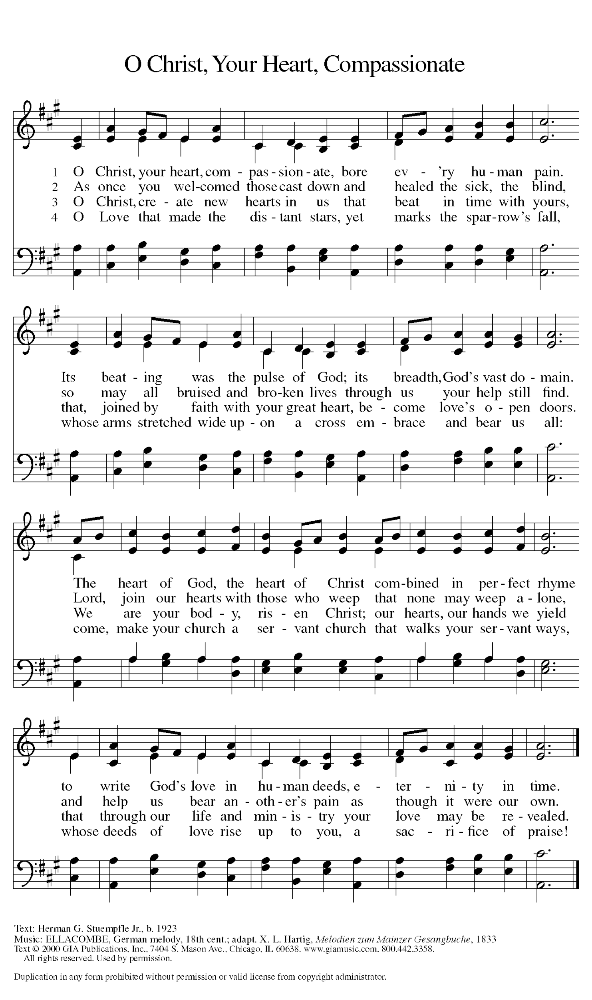 O Christ, Your Heart, Compassionate
1 O Christ, your heart, com - pas - sion - ate, bore ev - 'ry hu - man pain.
2 As once you wel - comed those cast down and healed the sick, the blind,
3 O Christ, cre - ate new hearts in us that beat in time with yours,
4 O Love that made the dis - tant stars, yet marks the spar - row's fall,
Its beat - ing was the pulse of God; its breadth, God's vast do - main.
so may all bruised and bro - ken lives through us your help still find.
that, joined by faith with your great heart, be - come love's o - pen doors.
whose arms stretched wide up - on a cross em - brace and bear us all:
The heart of God, the heart of Christ com - bined in per - fect rhyme
Lord, join our hearts with those who weep that none may weep a - lone,
We are your bod - y, ris - en Christ; our hearts, our hands we yield
come, make your church a ser - vant church that walks your ser - vant ways,
to write God's love in hu - man deeds, e - ter - ni - ty in time.
and help us bear an - oth - er's pain as though it were our own.
that through our life and min - is - try your love may be re - vealed.
whose deeds of love rise up to you, a sac - ri - fice of praise!
Text: Herman G. Stuempfle Jr., b. 1923
Music: ELLACOMBE, German melody, 18th cent.; adapt. X. L. Hartig, Melodien zum Mainzer Gesangbuche, 1833
Text © 2000 GIA Publications, Inc., 7404 S. Mason Ave., Chicago, IL 60638. www.giamusic.com. 800.442.3358.
All rights reserved. Used by permission.
Duplication in any form prohibited without permission or valid license from copyright administrator.